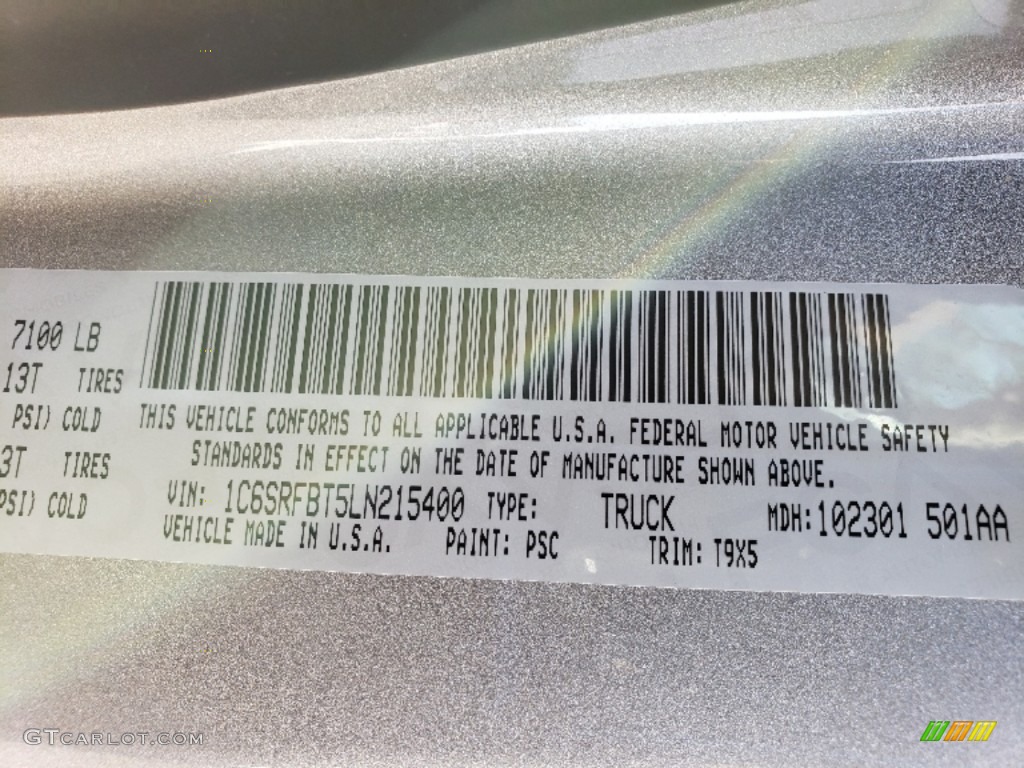 7100 LB
13T TIRES
PSI) COLD
3T TIRES
PSI) COLD
THIS VEHICLE CONFORMS TO ALL APPLICABLE U.S.A. FEDERAL MOTOR VEHICLE SAFETY
STANDARDS IN EFFECT ON THE DATE OF MANUFACTURE SHOWN ABOVE.
VIN: 1C6SRFBT5LN215400 TYPE: TRUCK MDH: 102301 501AA
VEHICLE MADE IN U.S.A. PAINT: PSC TRIM: T9X5
GTCARLOT.COM